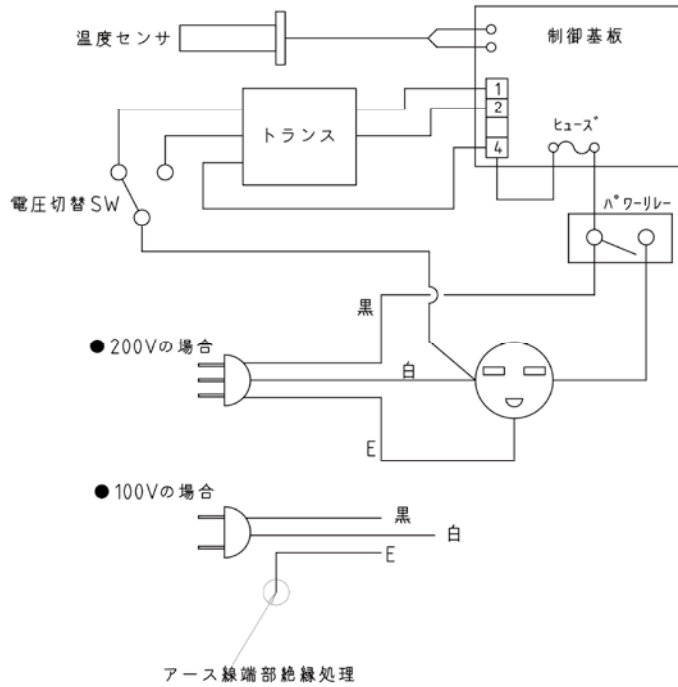 温度センサ
制御基板
1
2
4
トランス
ヒューズ
電圧切替SW
パワーリレー
黒
●200Vの場合
白
E
●100Vの場合
黒
白
E
アース線端部絶縁処理